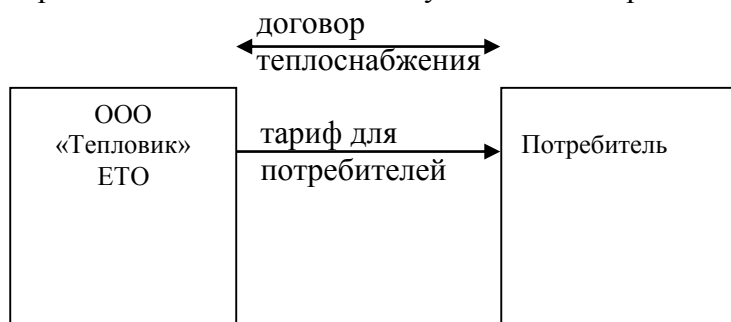 договор
теплоснабжения
ООО
«Тепловик»
ЕТО
тариф для
потребителей
Потребитель